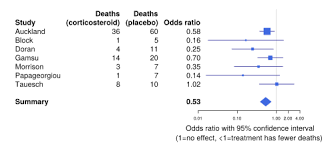 Deaths Deaths
Study (corticosteroid) (placebo) Odds ratio
Auckland 36 60 0.58
Block 1 5 0.16
Doran 4 11 0.25
Gamsu 14 20 0.70
Morrison 3 7 0.35
Papageorgiou 1 7 0.14
Tauesch 8 10 1.02
Summary 0.53
0.01 0.10 1.00 2.00 4.00
Odds ratio with 95% confidence interval
(1=no effect, <1=treatment has fewer deaths)